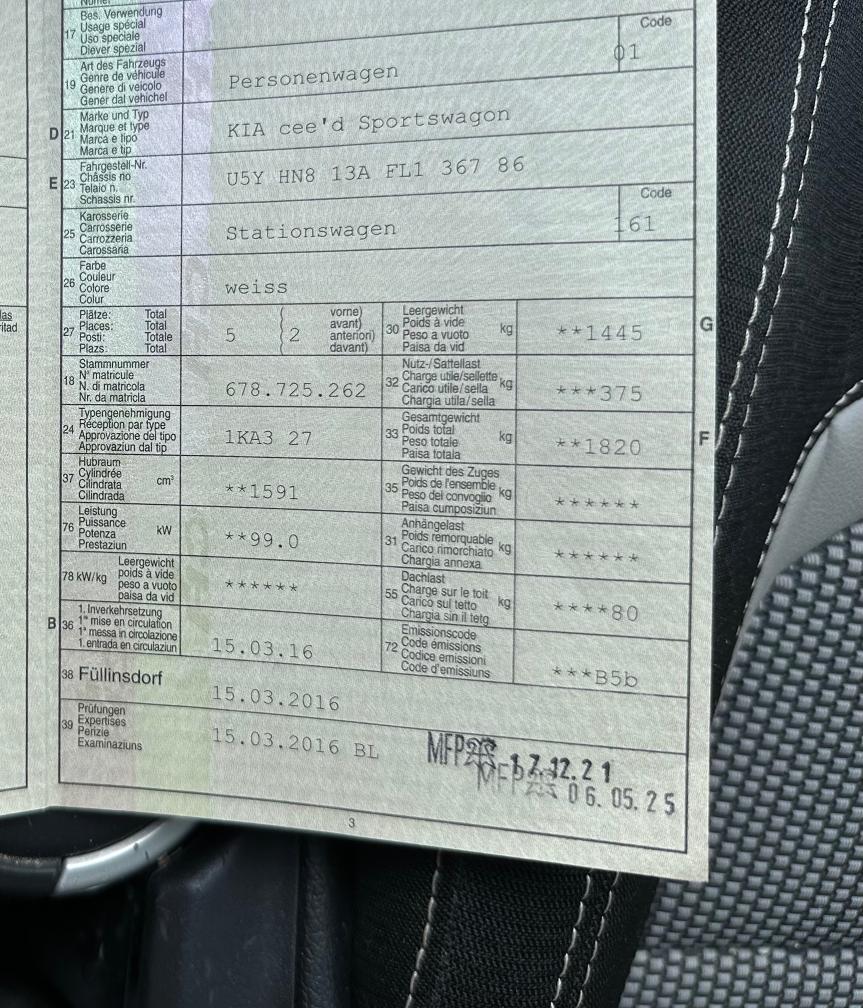 17 Bes. Verwendung
Usage spécial
Uso speciale
Diever spezial
19 Art des Fahrzeugs
Genre de véhicule
Genere di veicolo
Gener dal vehichel
Personenwagen
Code
01
D 21 Marke und Typ
Marque et type
Marca e tipo
Marca e tip
KIA cee'd Sportswagon
E 23 Fahrgestell-Nr.
Châssis no
Telaio n.
Schassis nr.
U5Y HN8 13A FL1 367 86
25 Karosserie
Carrosserie
Carrozzeria
Carossaria
Stationswagen
Code
161
26 Farbe
Couleur
Colore
Colur
weiss
27 Plätze: Total
Places: Total
Posti: Totale
Plazs: Total
5 { 2
vorne)
avant)
anteriori)
davant)
30 Leergewicht
Poids à vide
Peso a vuoto
Paisa da vid
kg
**1445
G
18 Stammnummer
N° matricule
N. di matricola
Nr. da matricla
678.725.262
32 Nutz-/Sattellast
Charge utile/sellette
Carico utile/sella
Chargia utila/sella
kg
***375
24 Typengenehmigung
Réception par type
Approvazione del tipo
Approvaziun dal tip
1KA3 27
33 Gesamtgewicht
Poids total
Peso totale
Paisa totala
kg
**1820
F
37 Hubraum
Cylindrée
Cilindrata
Cilindrada
cm³
**1591
35 Gewicht des Zuges
Poids de l'ensemble
Peso del convoglio
Paisa cumposiziun
kg
******
76 Leistung
Puissance
Potenza
Prestaziun
kW
**99.0
31 Anhängelast
Poids remorquable
Carico rimorchiato
Chargia annexa
kg
******
78 kW/kg
Leergewicht
poids à vide
peso a vuoto
paisa da vid
******
55 Dachlast
Charge sur le toit
Carico sul tetto
Chargia sin il tetg
kg
****80
B 36 1. Inverkehrsetzung
1re mise en circulation
1a messa in circolazione
1. entrada en circulaziun
15.03.16
72 Emissionscode
Code émissions
Codice emissioni
Code d'emissiuns
***B5b
38 Füllinsdorf
15.03.2016
39 Prüfungen
Expertises
Perizie
Examinaziuns
15.03.2016 BL
MFP 17.12.21
MFP 06.05.25
3